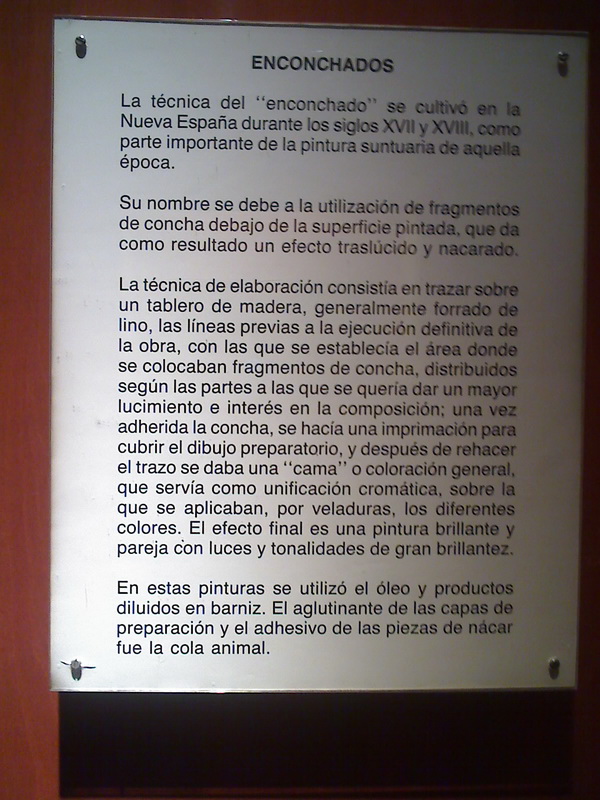 ENCONCHADOS
La técnica del "enconchado" se cultivó en la
Nueva España durante los siglos XVII y XVIII, como
parte importante de la pintura suntuaria de aquella
época.
Su nombre se debe a la utilización de fragmentos
de concha debajo de la superficie pintada, que da
como resultado un efecto traslúcido y nacarado.
La técnica de elaboración consistía en trazar sobre
un tablero de madera, generalmente forrado de
lino, las líneas previas a la ejecución definitiva de
la obra, con las que se establecía el área donde
se colocaban fragmentos de concha, distribuidos
según las partes a las que se quería dar un mayor
lucimiento e interés en la composición; una vez
adherida la concha, se hacía una imprimación para
cubrir el dibujo preparatorio, y después de rehacer
el trazo se daba una "cama" o coloración general,
que servía como unificación cromática, sobre la
que se aplicaban, por veladuras, los diferentes
colores. El efecto final es una pintura brillante y
pareja con luces y tonalidades de gran brillantez.
En estas pinturas se utilizó el óleo y productos
diluidos en barniz. El aglutinante de las capas de
preparación y el adhesivo de las piezas de nácar
fue la cola animal.